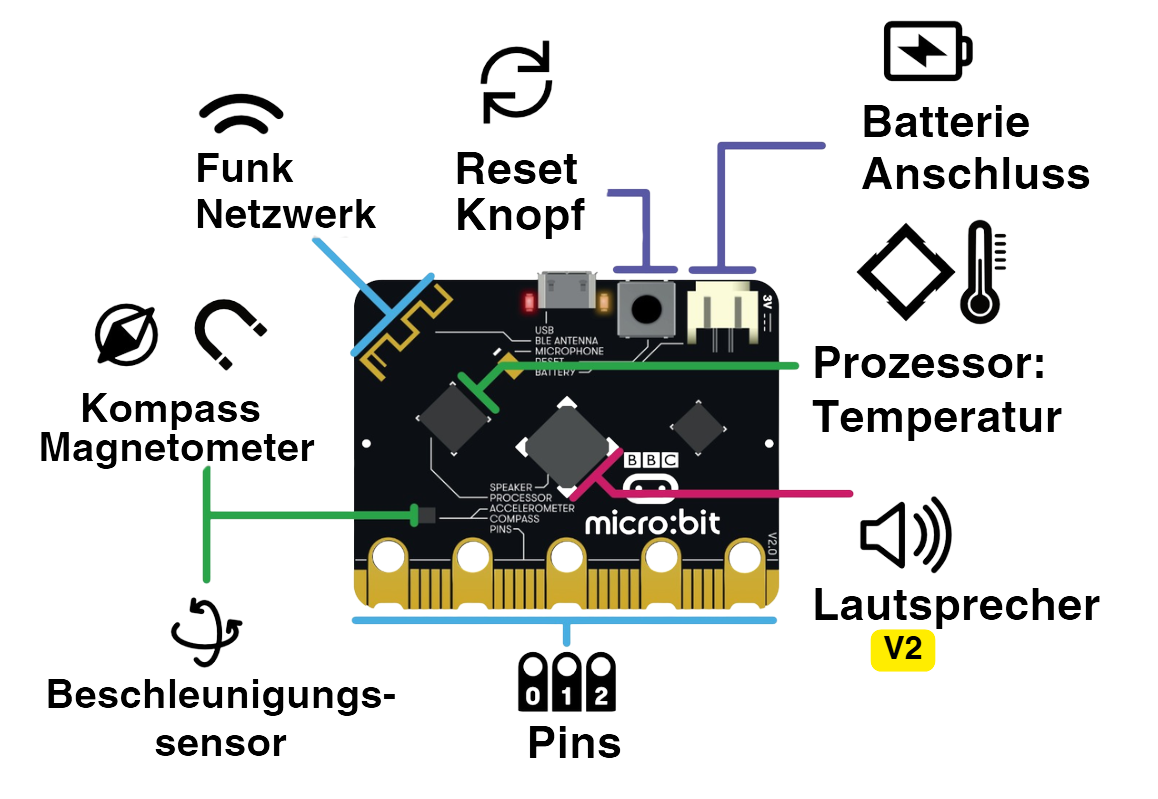 Batterie
Anschluss
Funk
Netzwerk
Reset
Knopf
Kompass
Magnetometer
Prozessor:
Temperatur
USB
BLE ANTENNA
MICROPHONE
RESET
BATTERY
3V
BBC
micro:bit
SPEAKER
PROCESSOR
ACCELEROMETER
COMPASS
PINS
V2.0
Lautsprecher
V2
Beschleunigungs-
sensor
0 1 2
Pins